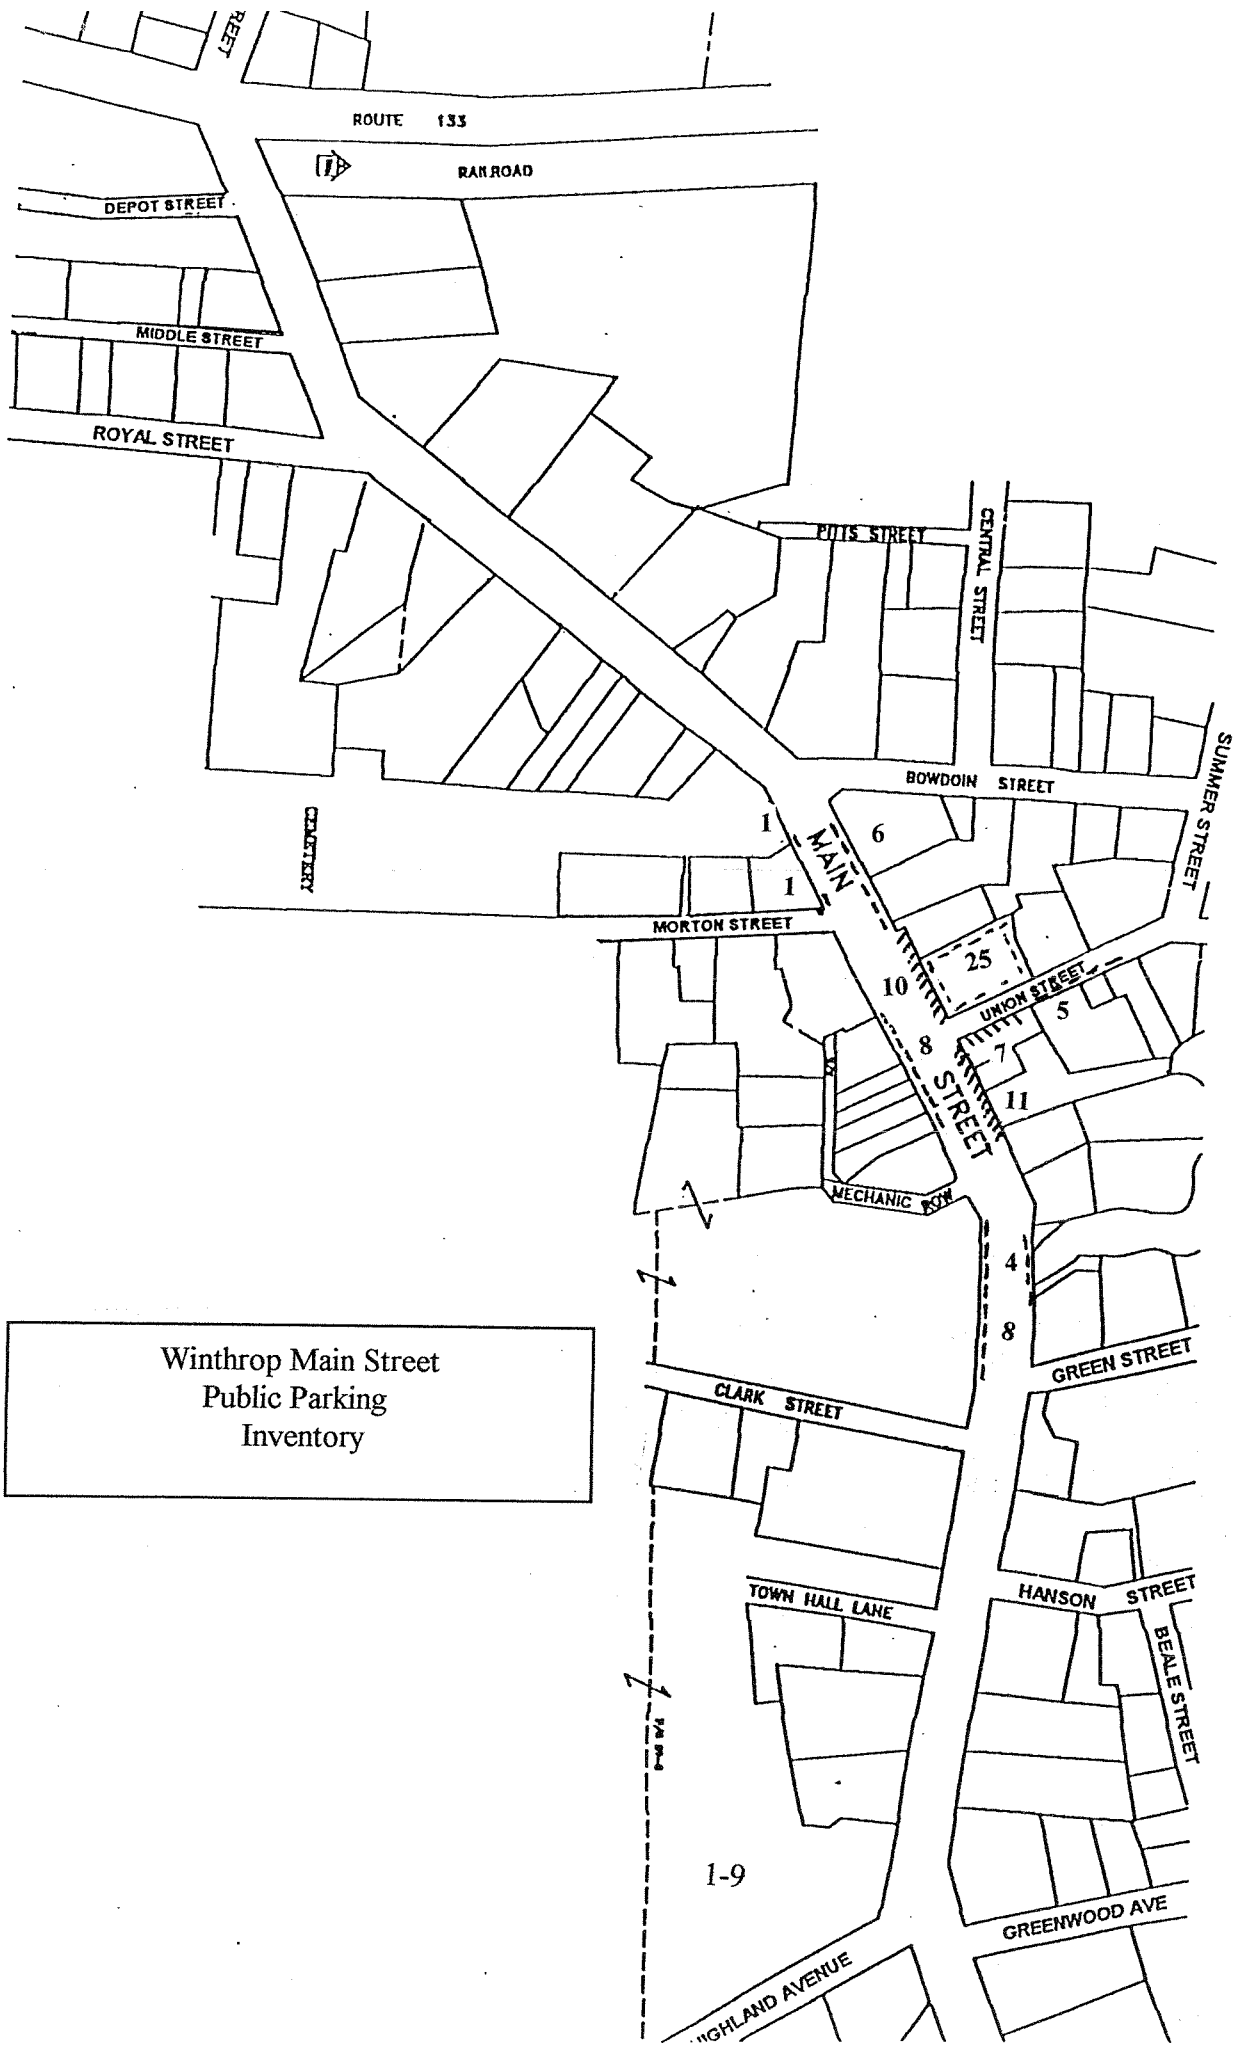 REET
ROUTE 133
RAILROAD
DEPOT STREET
MIDDLE STREET
ROYAL STREET
PITTS STREET
CENTRAL STREET
BOWDOIN STREET
SUMMER STREET
CEMETERY
1
MAIN
6
1
MORTON STREET
25
10
UNION STREET
5
8
7
STREET
11
MECHANIC ROW
4
8
Winthrop Main Street
Public Parking
Inventory
GREEN STREET
CLARK STREET
HANSON STREET
TOWN HALL LANE
BEALE STREET
1-9
GREENWOOD AVE
HIGHLAND AVENUE